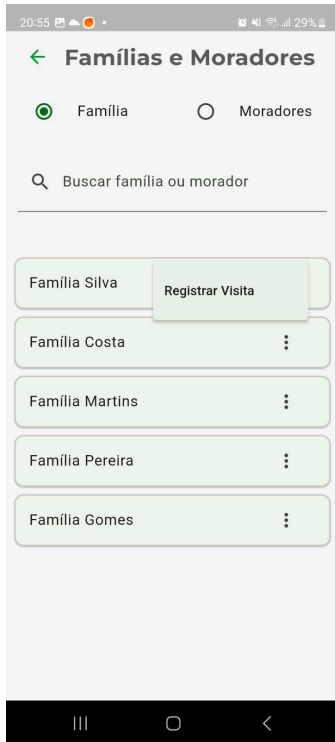 20:55 29%
Famílias e Moradores
Família Moradores
Buscar família ou morador
Família Silva
Registrar Visita
Família Costa
Família Martins
Família Pereira
Família Gomes